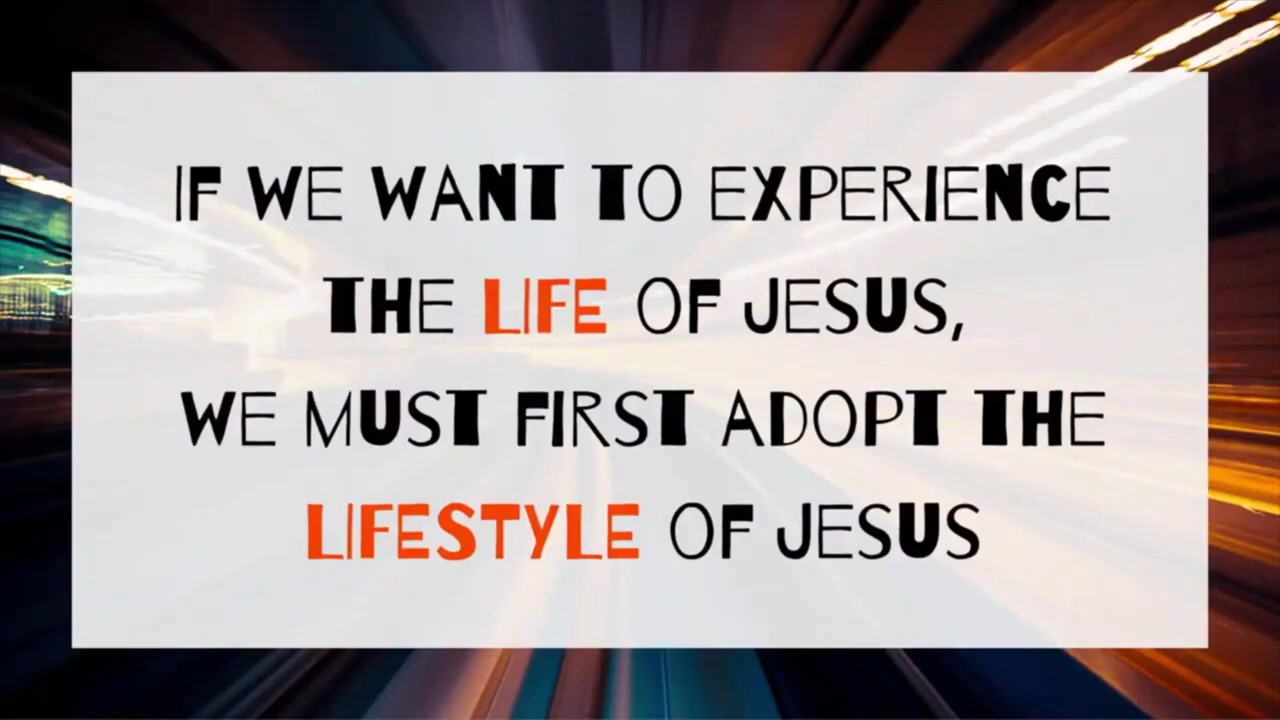 IF WE WANT TO EXPERIENCE
THE LIFE OF JESUS,
WE MUST FIRST ADOPT THE
LIFESTYLE OF JESUS